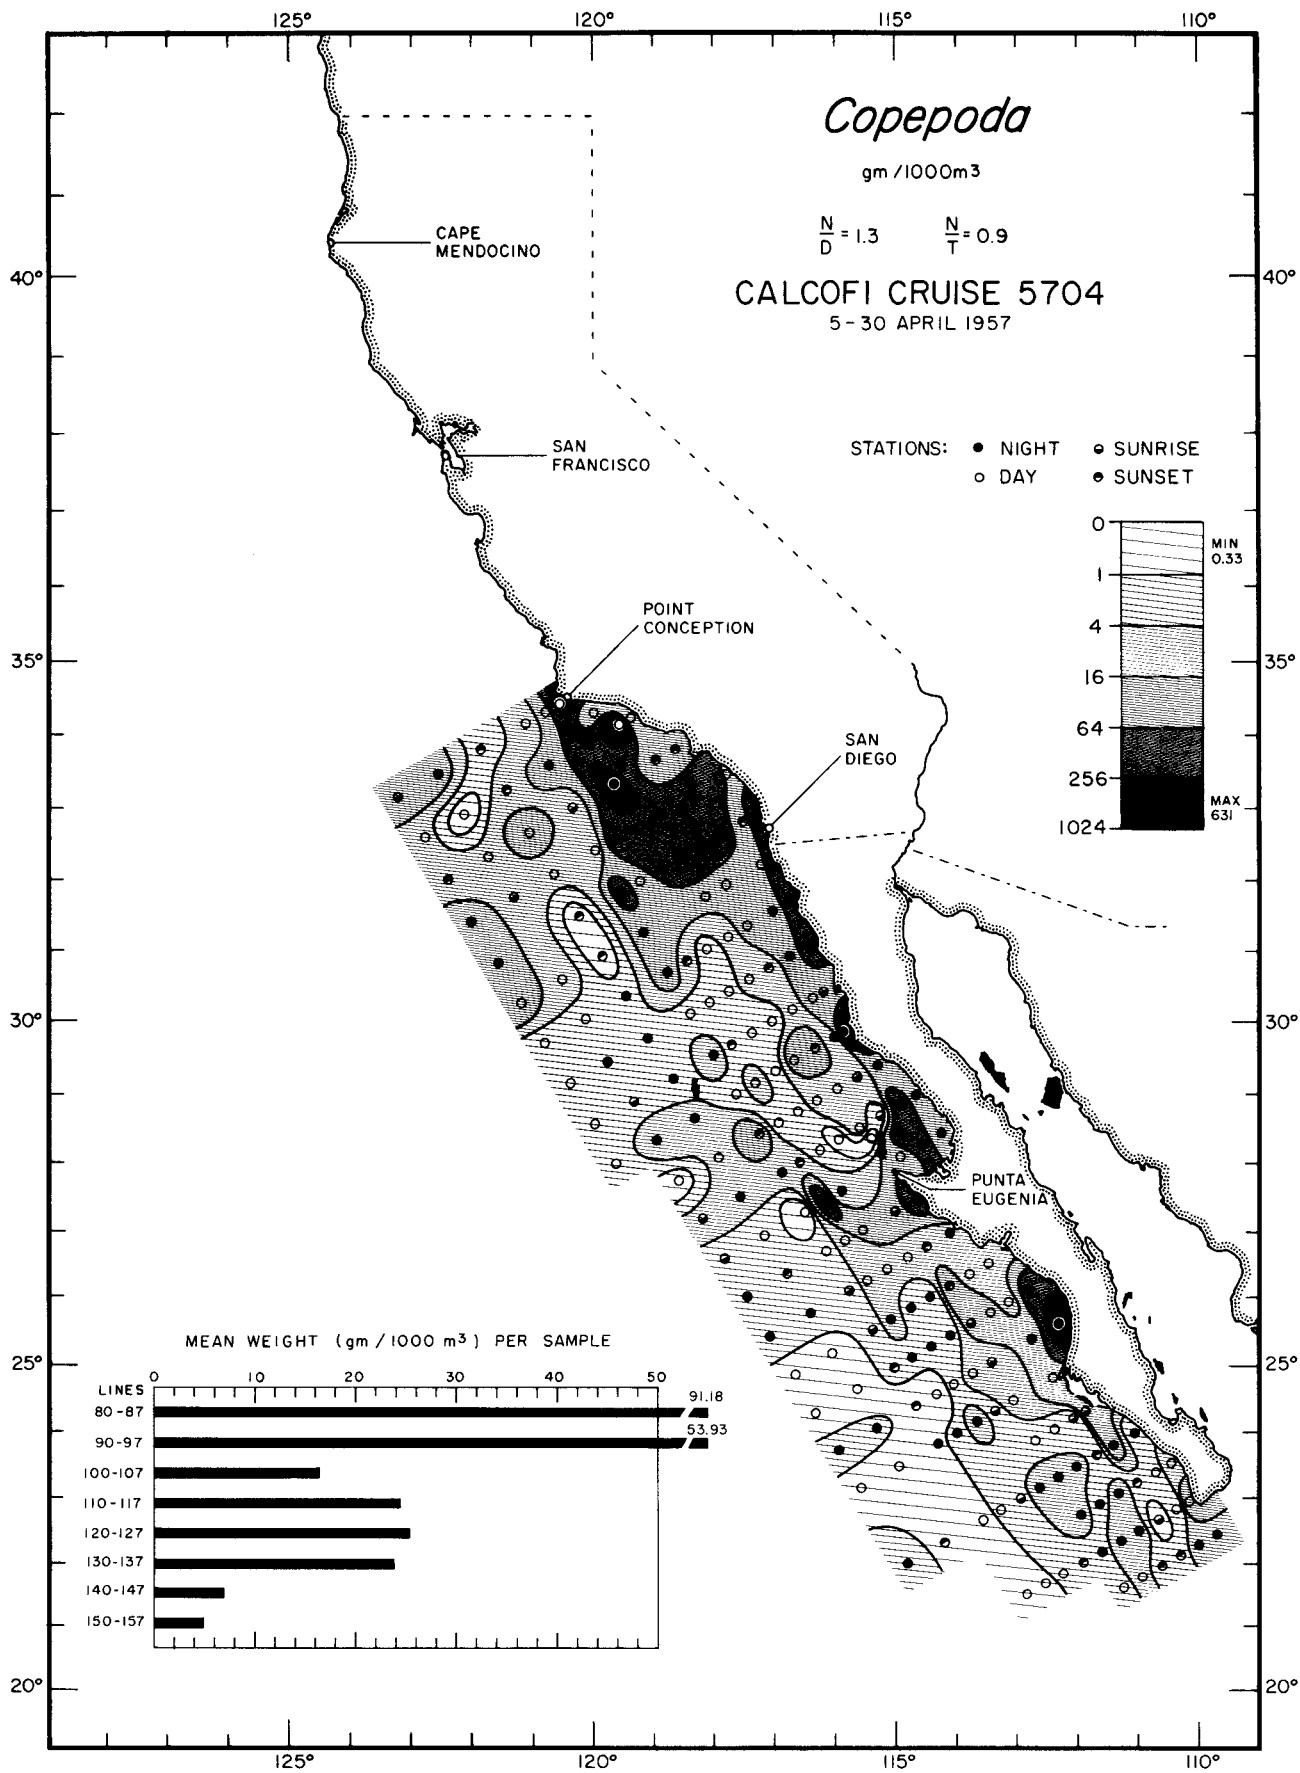 125° 120° 115° 110°
Copepoda
gm /1000m3
N/D = 1.3 N/T = 0.9
CALCOFI CRUISE 5704
5-30 APRIL 1957
CAPE
MENDOCINO
40° 40°
STATIONS: NIGHT SUNRISE
DAY SUNSET
SAN
FRANCISCO
0
MIN
0.33
1
4
16
64
256
MAX
631
1024
POINT
CONCEPTION
35° 35°
SAN
DIEGO
30° 30°
PUNTA
EUGENIA
MEAN WEIGHT (gm /1000 m3) PER SAMPLE
0 10 20 30 40 50
25° 25°
LINES
80-87 91.18
90-97 53.93
100-107
110-117
120-127
130-137
140-147
150-157
20° 20°
125° 120° 115° 110°